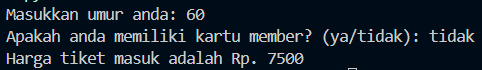 Masukkan umur anda: 60
Apakah anda memiliki kartu member? (ya/tidak): tidak
Harga tiket masuk adalah Rp. 7500